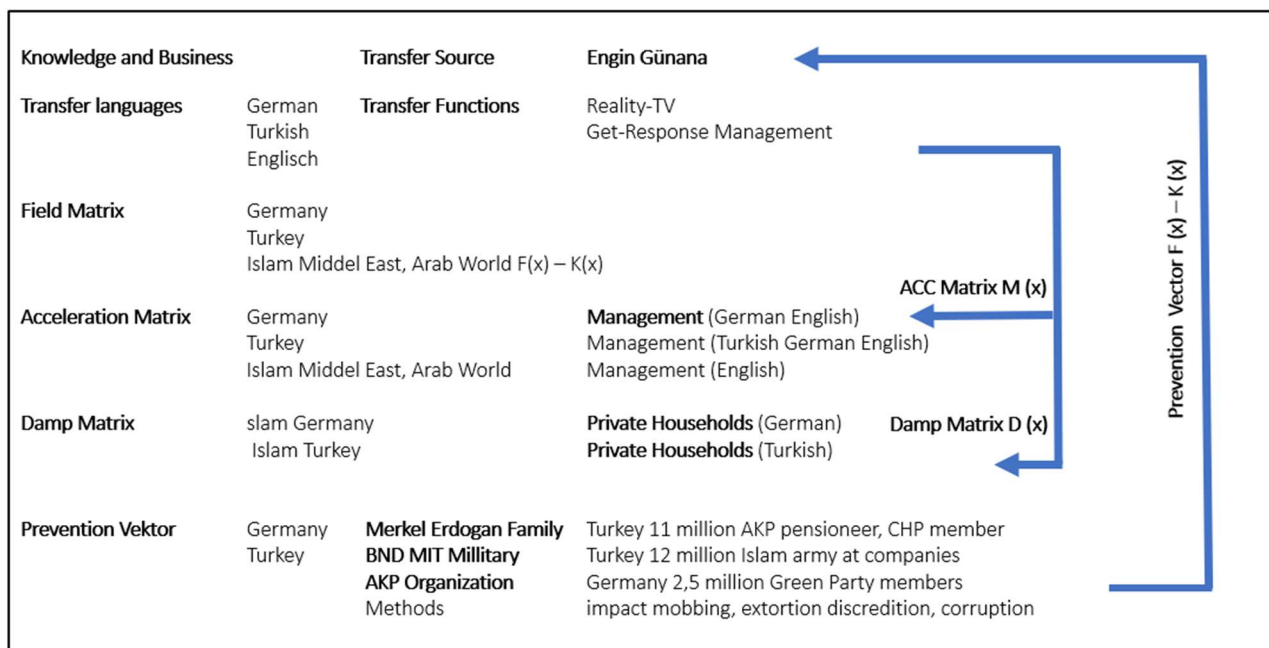 Knowledge and Business Transfer Source Engin Günana
Transfer languages German Transfer Functions Reality-TV
Turkish Get-Response Management
Englisch
Field Matrix Germany
Turkey
Islam Middel East, Arab World F(x) – K(x)
ACC Matrix M (x)
Acceleration Matrix Germany Management (German English)
Turkey Management (Turkish German English)
Islam Middel East, Arab World Management (English)
Damp Matrix slam Germany Private Households (German) Damp Matrix D (x)
Islam Turkey Private Households (Turkish)
Prevention Vektor Germany Merkel Erdogan Family Turkey 11 million AKP pensioneer, CHP member
Turkey BND MIT Millitary Turkey 12 million Islam army at companies
AKP Organization Germany 2,5 million Green Party members
Methods impact mobbing, extortion discredition, corruption
Prevention Vector F (x) – K (x)